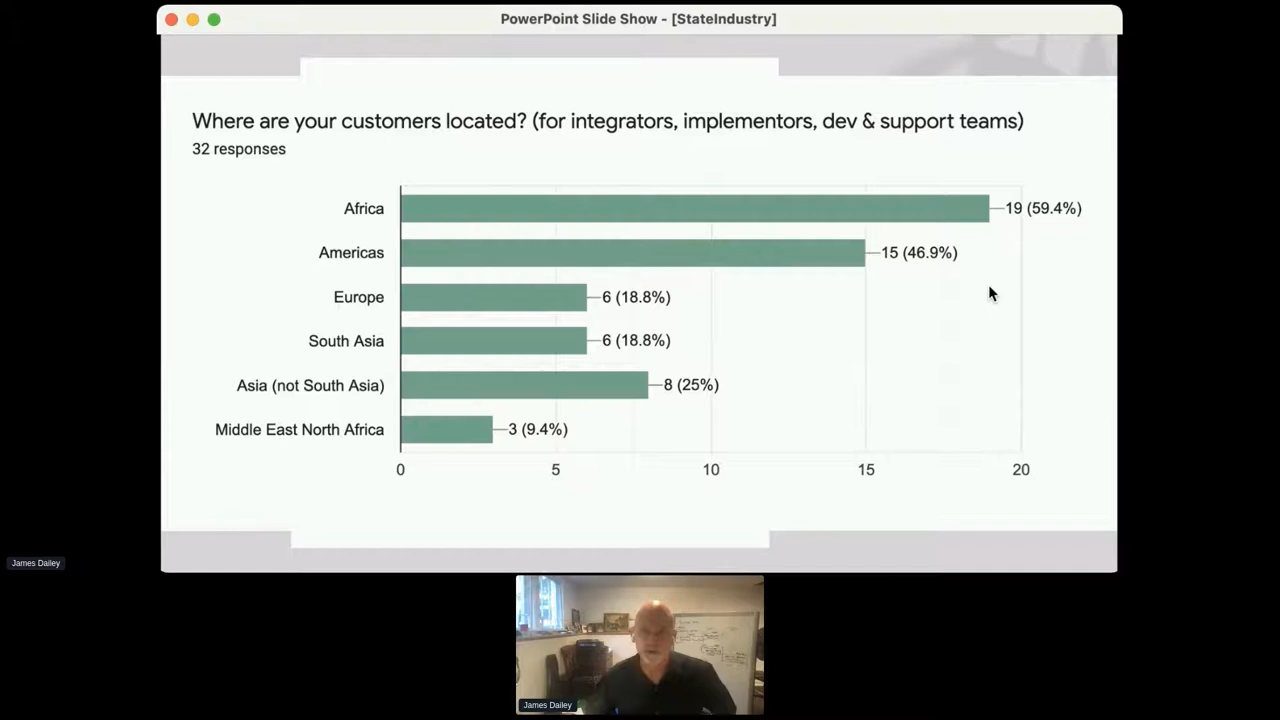 PowerPoint Slide Show - [StateIndustry]
Where are your customers located? (for integrators, implementors, dev & support teams)
32 responses
Africa 19 (59.4%)
Americas 15 (46.9%)
Europe 6 (18.8%)
South Asia 6 (18.8%)
Asia (not South Asia) 8 (25%)
Middle East North Africa 3 (9.4%)
0 5 10 15 20
James Dailey
James Dailey